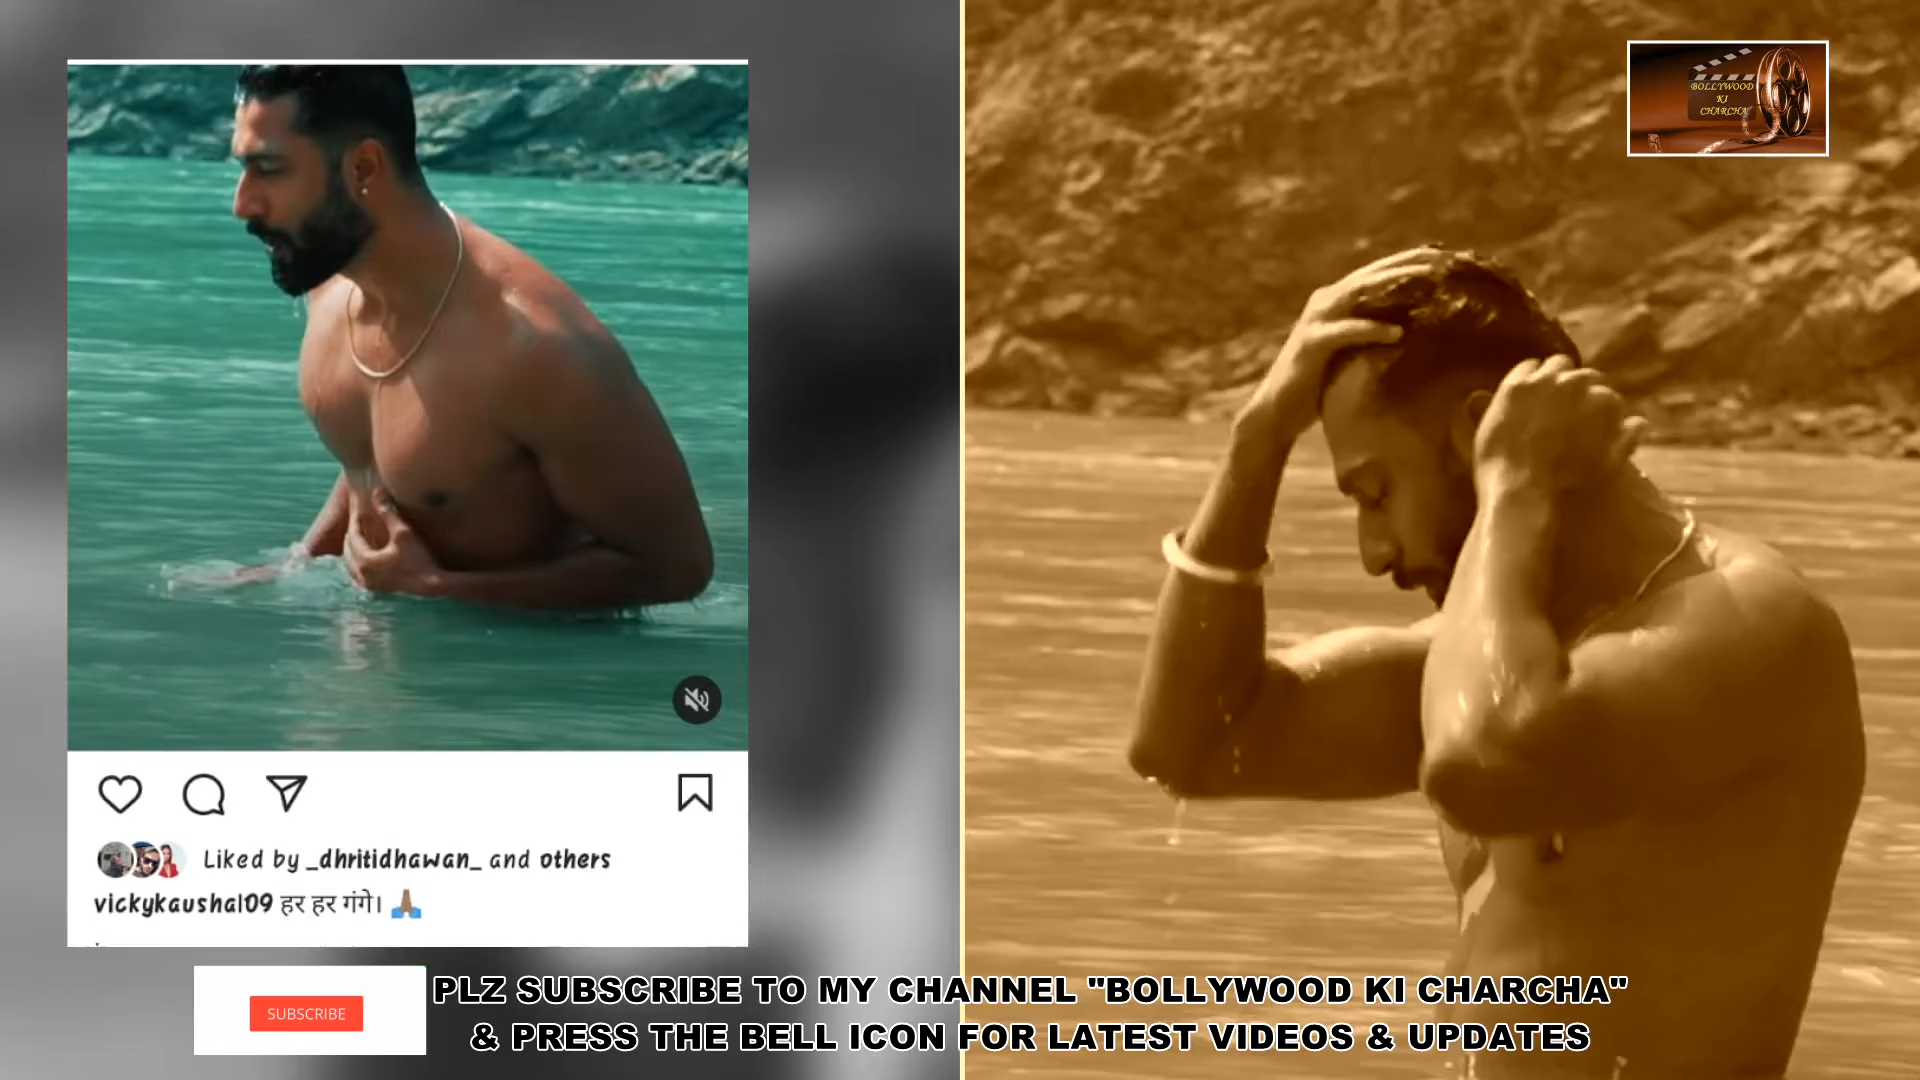 BOLLYWOOD
KI
CHARCHA
Liked by _dhritidhawan_ and others
vickykaushal09 हर हर गंगे।
SUBSCRIBE
PLZ SUBSCRIBE TO MY CHANNEL "BOLLYWOOD KI CHARCHA"
& PRESS THE BELL ICON FOR LATEST VIDEOS & UPDATES